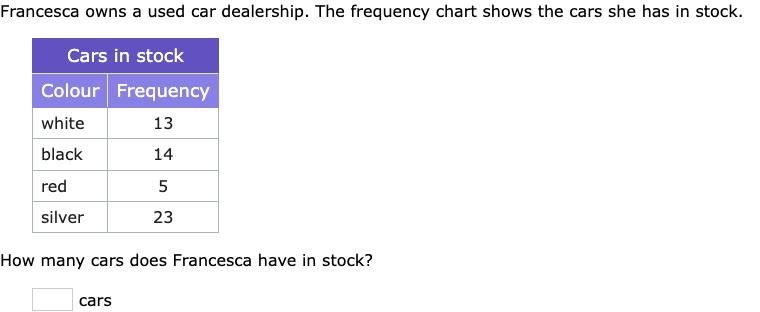 Francesca owns a used car dealership. The frequency chart shows the cars she has in stock.
Cars in stock
Colour Frequency
white 13
black 14
red 5
silver 23
How many cars does Francesca have in stock?
cars